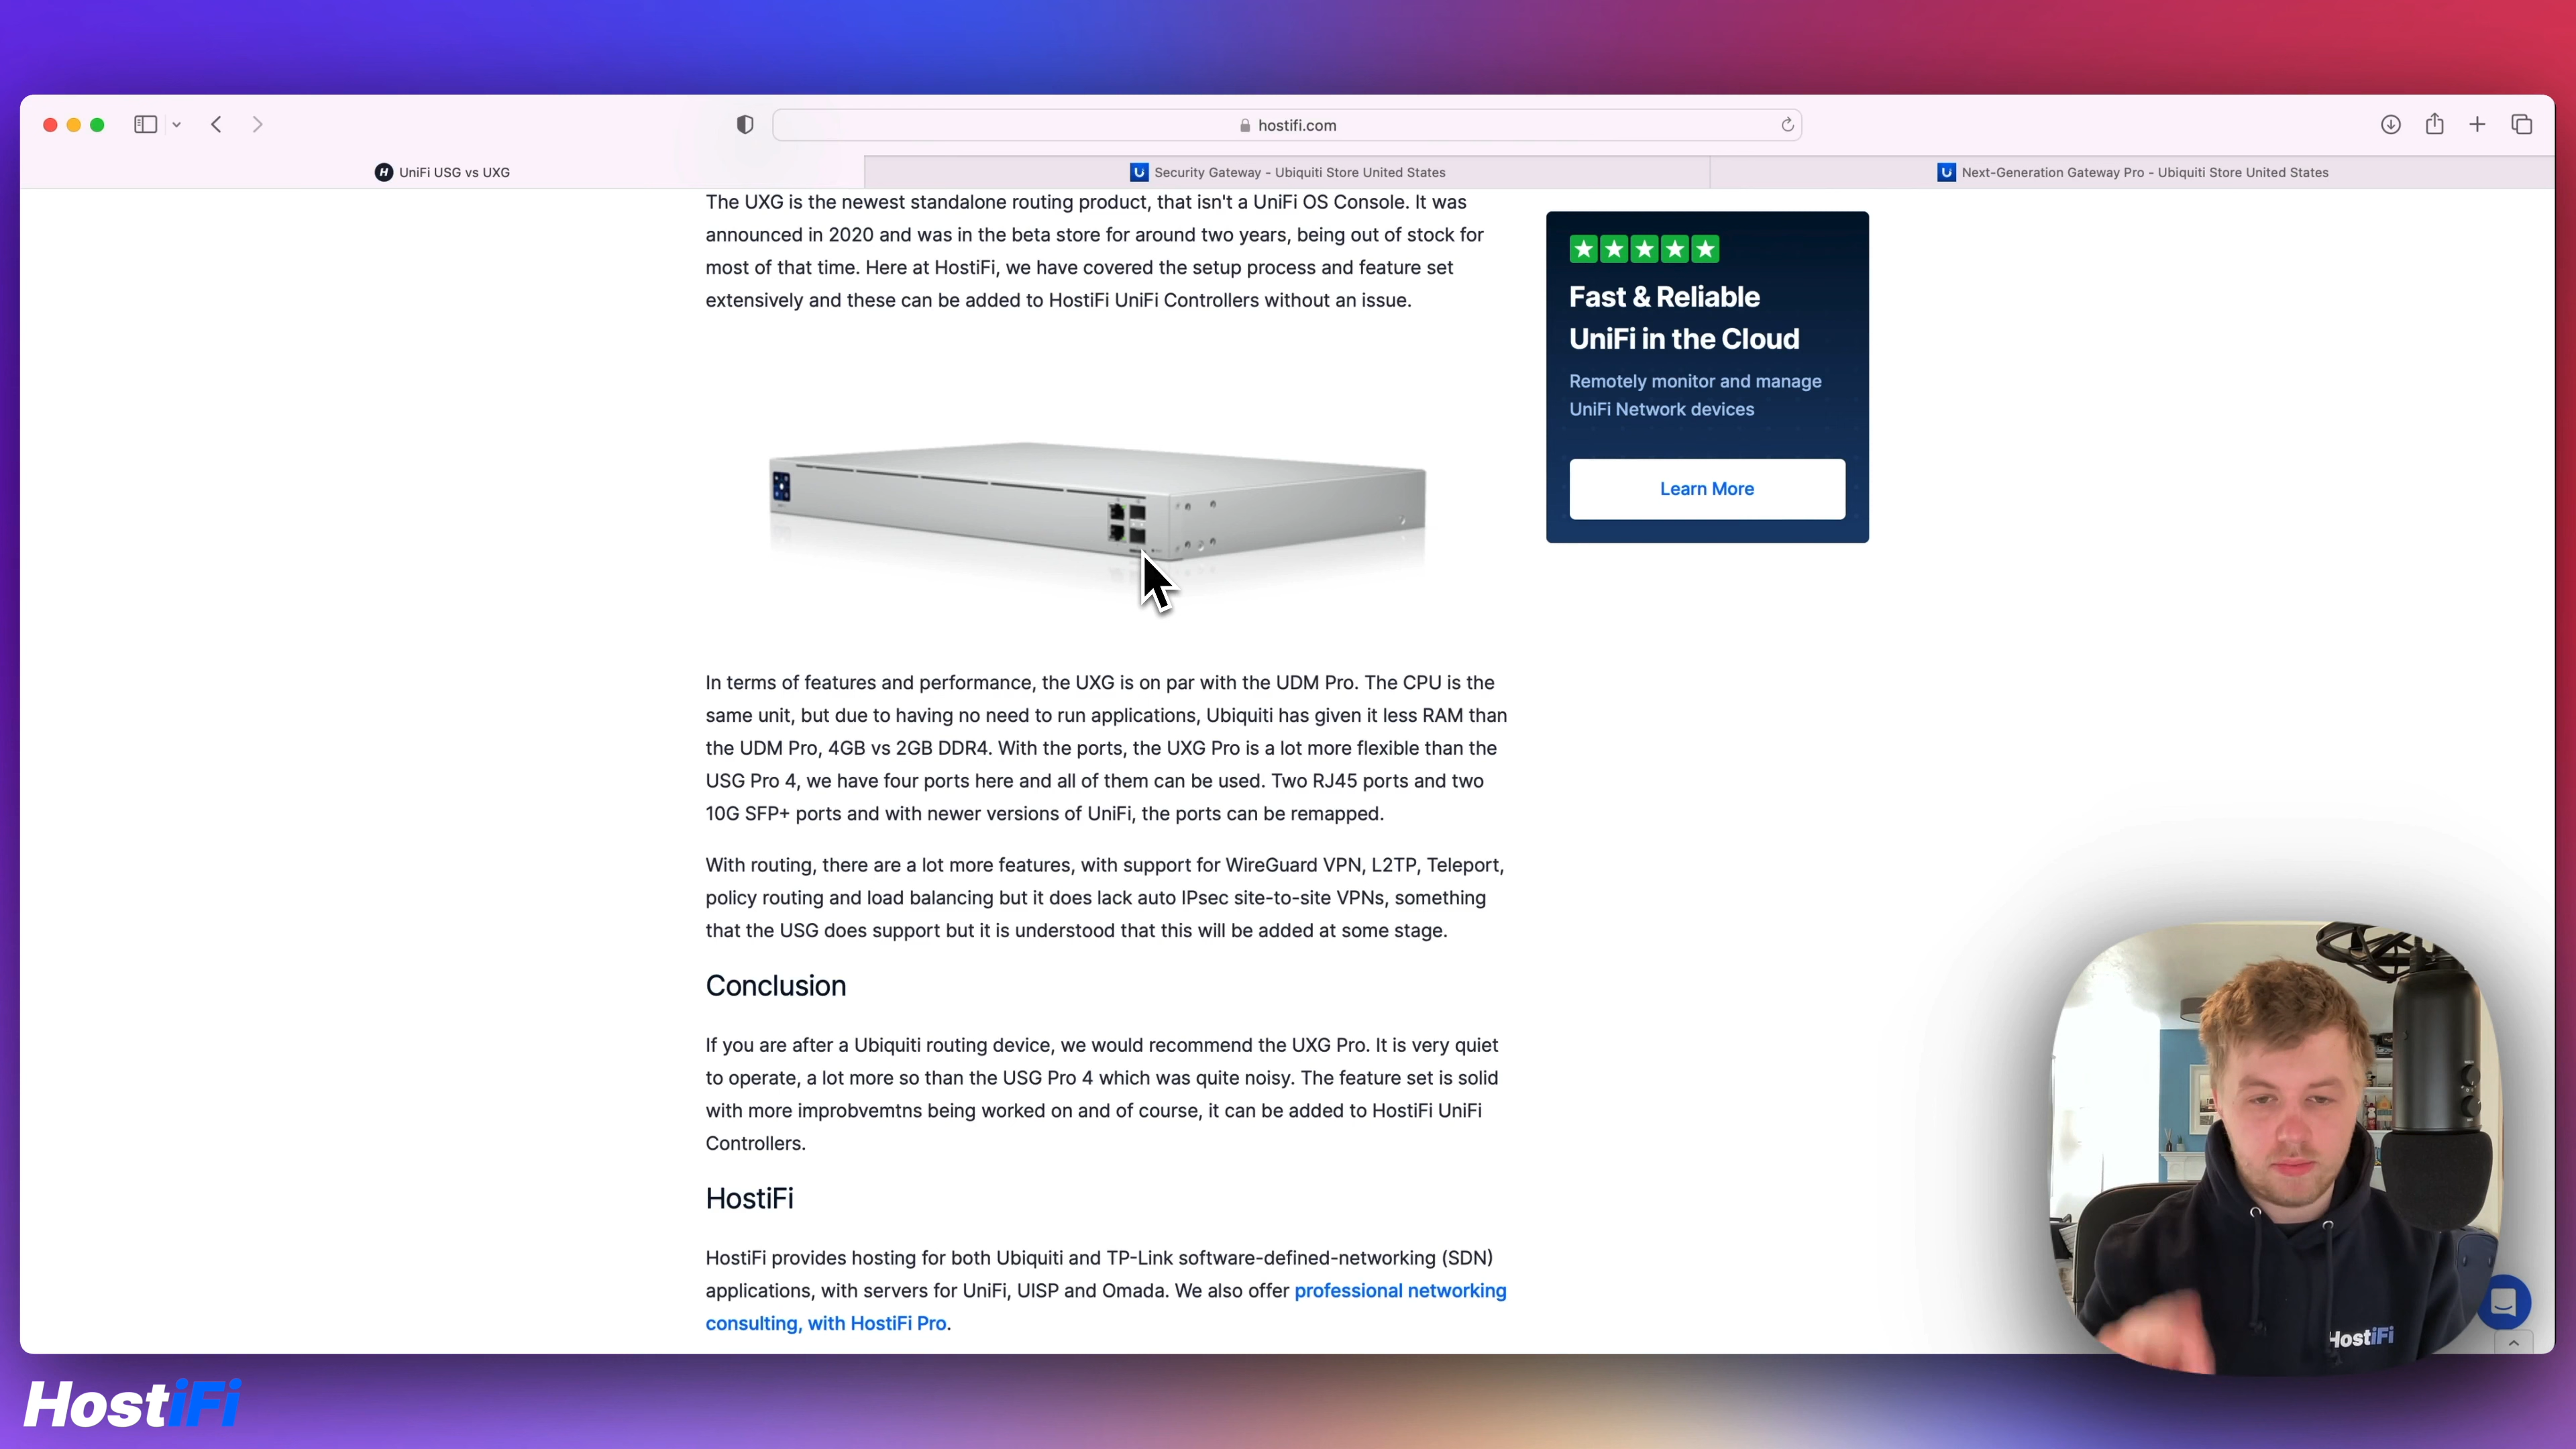 hostifi.com
UniFi USG vs UXG
Security Gateway - Ubiquiti Store United States
Next-Generation Gateway Pro - Ubiquiti Store United States
The UXG is the newest standalone routing product, that isn't a UniFi OS Console. It was
announced in 2020 and was in the beta store for around two years, being out of stock for
most of that time. Here at HostiFi, we have covered the setup process and feature set
extensively and these can be added to HostiFi UniFi Controllers without an issue.
Fast & Reliable
UniFi in the Cloud
Remotely monitor and manage
UniFi Network devices
Learn More
In terms of features and performance, the UXG is on par with the UDM Pro. The CPU is the
same unit, but due to having no need to run applications, Ubiquiti has given it less RAM than
the UDM Pro, 4GB vs 2GB DDR4. With the ports, the UXG Pro is a lot more flexible than the
USG Pro 4, we have four ports here and all of them can be used. Two RJ45 ports and two
10G SFP+ ports and with newer versions of UniFi, the ports can be remapped.
With routing, there are a lot more features, with support for WireGuard VPN, L2TP, Teleport,
policy routing and load balancing but it does lack auto IPsec site-to-site VPNs, something
that the USG does support but it is understood that this will be added at some stage.
Conclusion
If you are after a Ubiquiti routing device, we would recommend the UXG Pro. It is very quiet
to operate, a lot more so than the USG Pro 4 which was quite noisy. The feature set is solid
with more improbvemtns being worked on and of course, it can be added to HostiFi UniFi
Controllers.
HostiFi
HostiFi provides hosting for both Ubiquiti and TP-Link software-defined-networking (SDN)
applications, with servers for UniFi, UISP and Omada. We also offer professional networking
consulting, with HostiFi Pro.
HostiFi
HostiFi